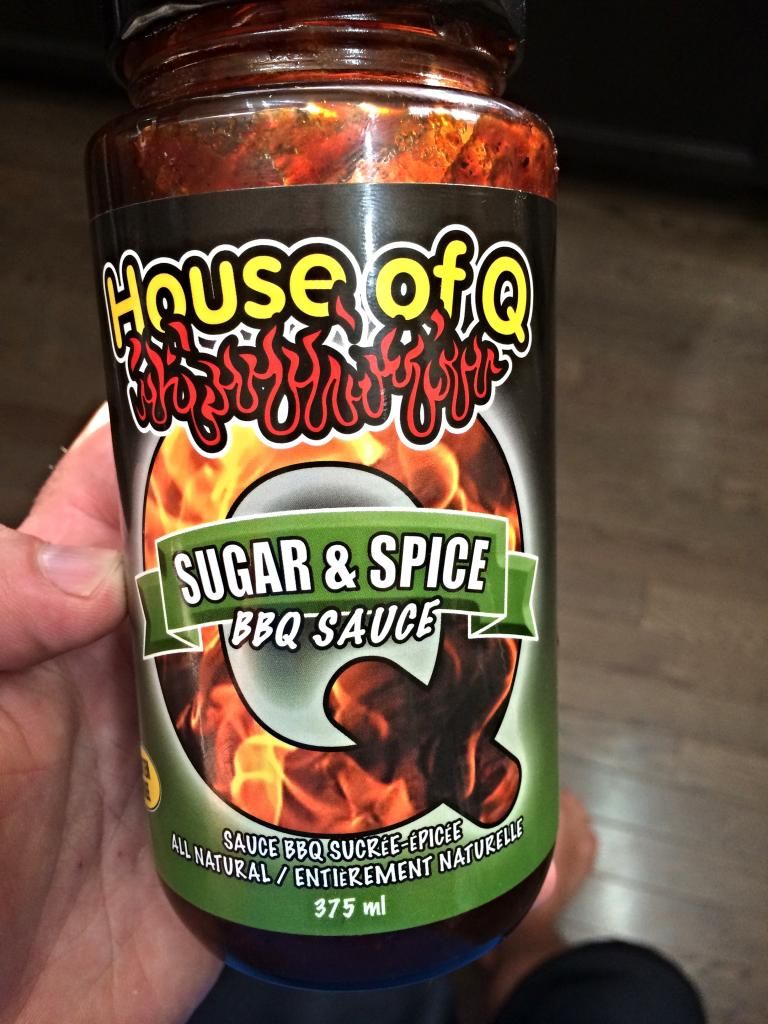 House of Q
SUGAR & SPICE
BBQ SAUCE
SAUCE BBQ SUCRÉE-ÉPICÉE
ALL NATURAL / ENTIÈREMENT NATURELLE
375 ml